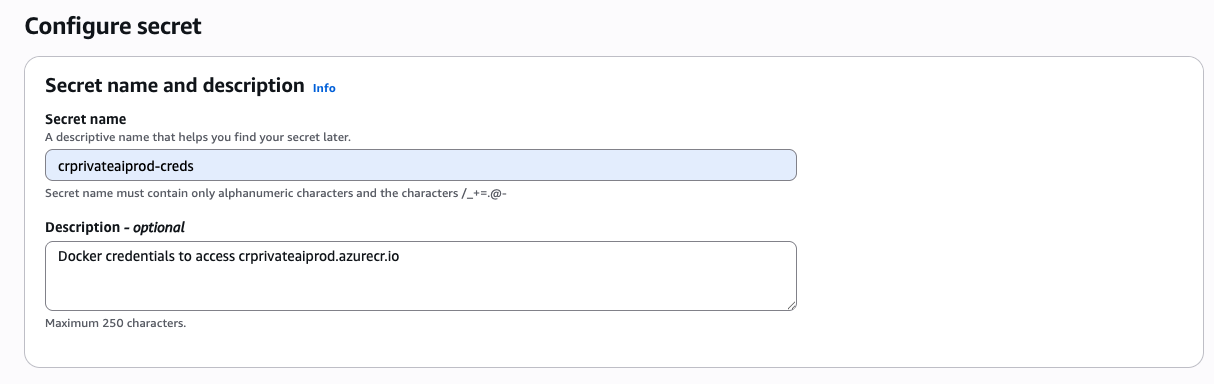 Configure secret
Secret name and description Info
Secret name
A descriptive name that helps you find your secret later.
crprivateaiprod-creds
Secret name must contain only alphanumeric characters and the characters /_+=.@-
Description - optional
Docker credentials to access crprivateaiprod.azurecr.io
Maximum 250 characters.